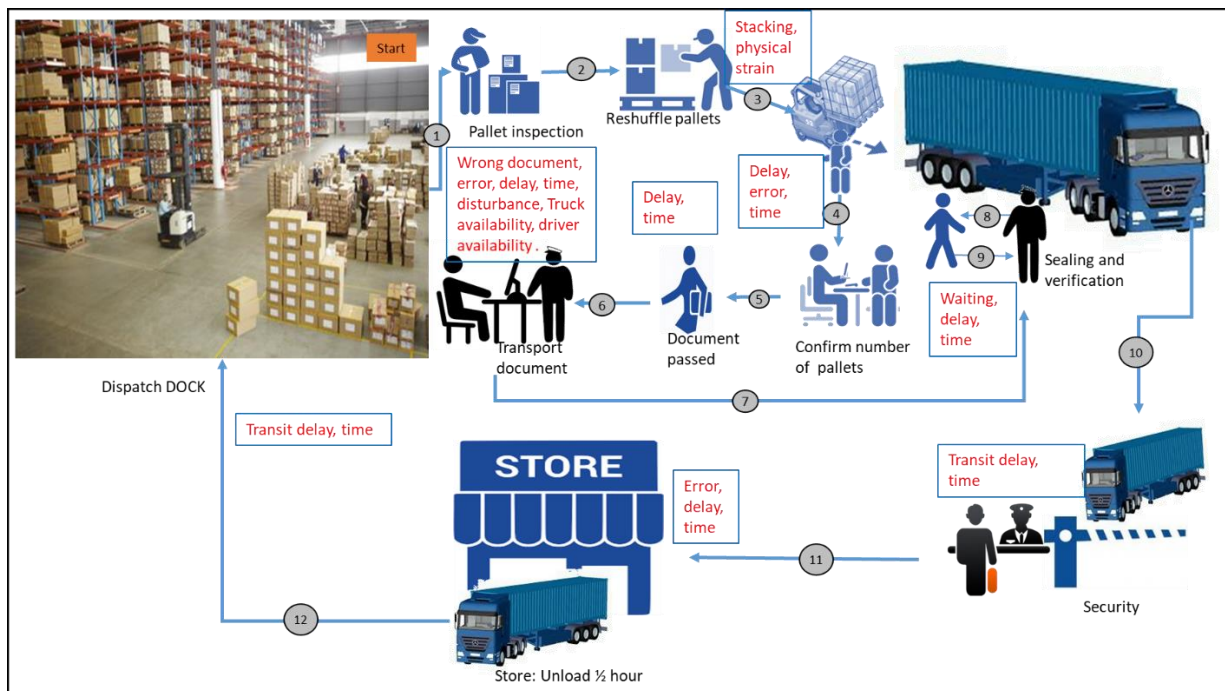 Start
1
Pallet inspection
2
Reshuffle pallets
Stacking,
physical
strain
3
Wrong document,
error, delay, time,
disturbance, Truck
availability, driver
availability .
Delay,
time
Delay,
error,
time
4
8
9
Sealing and
verification
Waiting,
delay,
time
6
5
Transport
document
Document
passed
Confirm number
of pallets
7
10
Dispatch DOCK
Transit delay, time
STORE
Error,
delay,
time
Transit delay,
time
11
Security
12
Store: Unload ½ hour